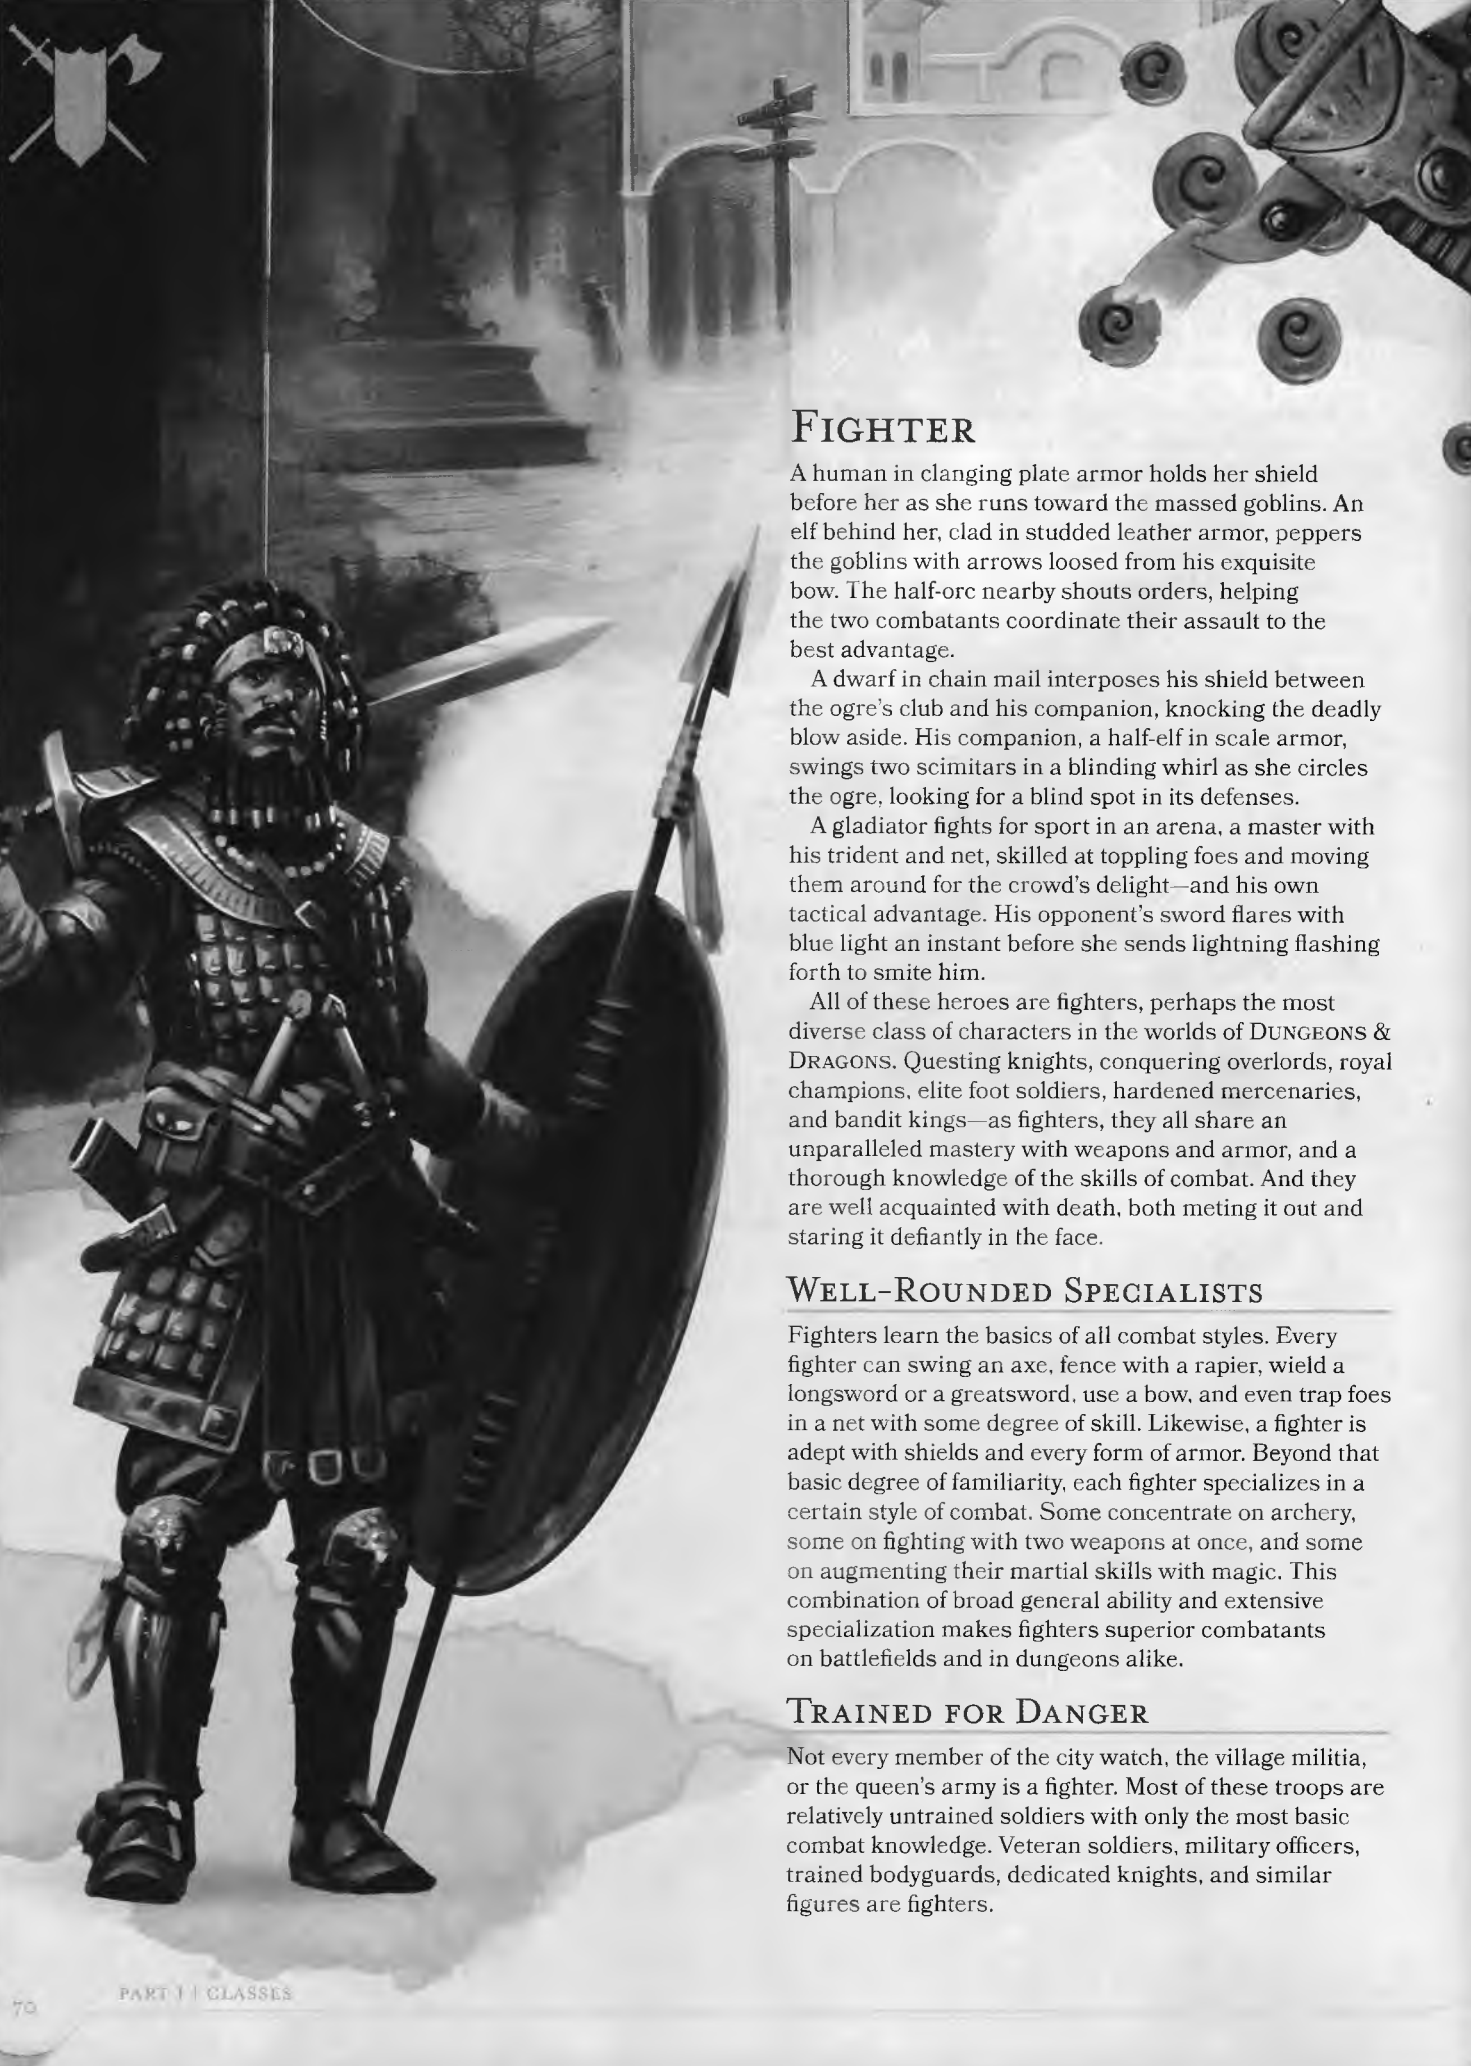 FIGHTER
A human in clanging plate armor holds her shield
before her as she runs toward the massed goblins. An
elf behind her, clad in studded leather armor, peppers
the goblins with arrows loosed from his exquisite
bow. The half-orc nearby shouts orders, helping
the two combatants coordinate their assault to the
best advantage.
A dwarf in chain mail interposes his shield between
the ogre's club and his companion, knocking the deadly
blow aside. His companion, a half-elf in scale armor,
swings two scimitars in a blinding whirl as she circles
the ogre, looking for a blind spot in its defenses.
A gladiator fights for sport in an arena, a master with
his trident and net, skilled at toppling foes and moving
them around for the crowd's delight—and his own
tactical advantage. His opponent's sword flares with
blue light an instant before she sends lightning flashing
forth to smite him.
All of these heroes are fighters, perhaps the most
diverse class of characters in the worlds of DUNGEONS &
DRAGONS. Questing knights, conquering overlords, royal
champions, elite foot soldiers, hardened mercenaries,
and bandit kings—as fighters, they all share an
unparalleled mastery with weapons and armor, and a
thorough knowledge of the skills of combat. And they
are well acquainted with death, both meting it out and
staring it defiantly in the face.
WELL-ROUNDED SPECIALISTS
Fighters learn the basics of all combat styles. Every
fighter can swing an axe, fence with a rapier, wield a
longsword or a greatsword, use a bow, and even trap foes
in a net with some degree of skill. Likewise, a fighter is
adept with shields and every form of armor. Beyond that
basic degree of familiarity, each fighter specializes in a
certain style of combat. Some concentrate on archery,
some on fighting with two weapons at once, and some
on augmenting their martial skills with magic. This
combination of broad general ability and extensive
specialization makes fighters superior combatants
on battlefields and in dungeons alike.
TRAINED FOR DANGER
Not every member of the city watch, the village militia,
or the queen's army is a fighter. Most of these troops are
relatively untrained soldiers with only the most basic
combat knowledge. Veteran soldiers, military officers,
trained bodyguards, dedicated knights, and similar
figures are fighters.
70
PART 1 | CLASSES